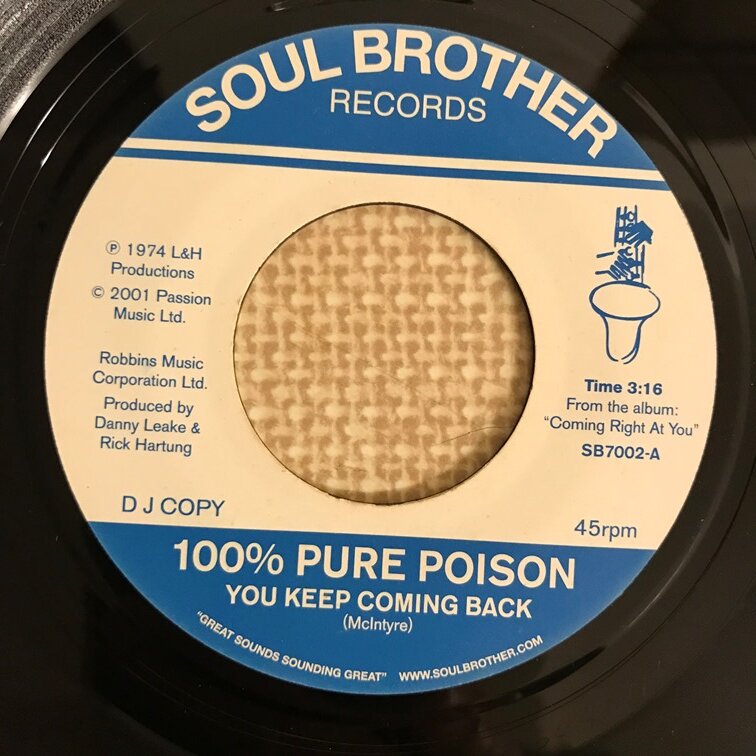 SOUL BROTHER
RECORDS
℗ 1974 L&H
Productions
© 2001 Passion
Music Ltd.
Robbins Music
Corporation Ltd.
Produced by
Danny Leake &
Rick Hartung
D J COPY
Time 3:16
From the album:
"Coming Right At You"
SB7002-A
45rpm
100% PURE POISON
YOU KEEP COMING BACK
(McIntyre)
"GREAT SOUNDS SOUNDING GREAT" WWW.SOULBROTHER.COM